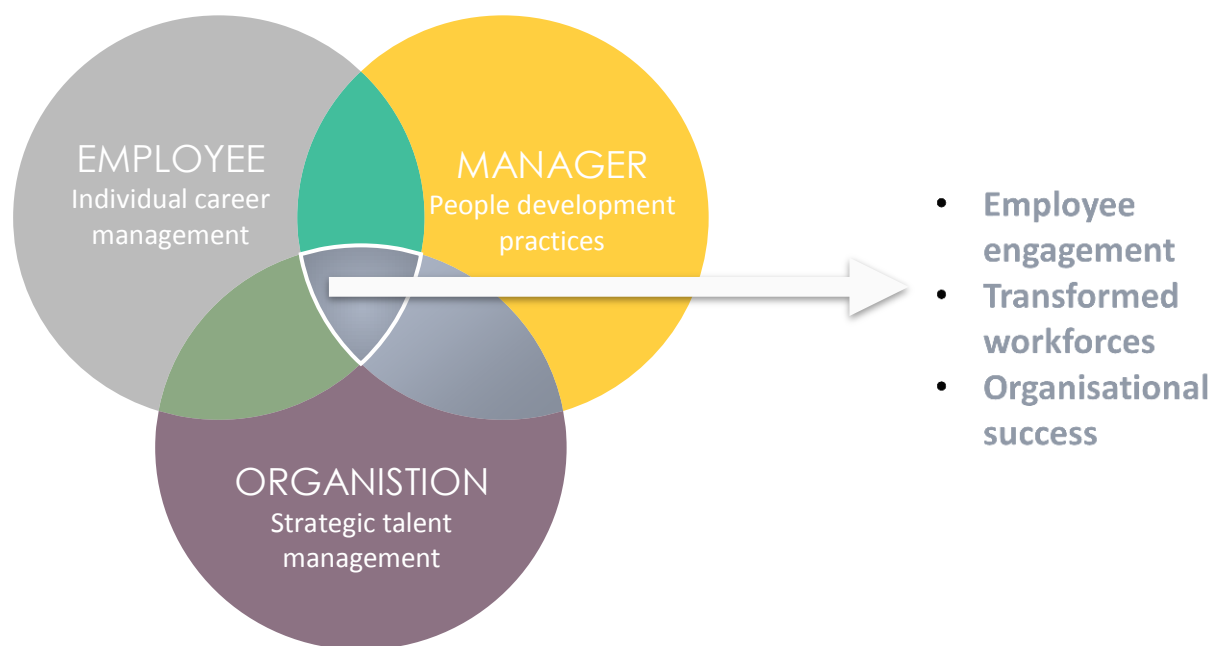 EMPLOYEE
Individual career
management
MANAGER
People development
practices
ORGANISTION
Strategic talent
management
• Employee
engagement
• Transformed
workforces
• Organisational
success